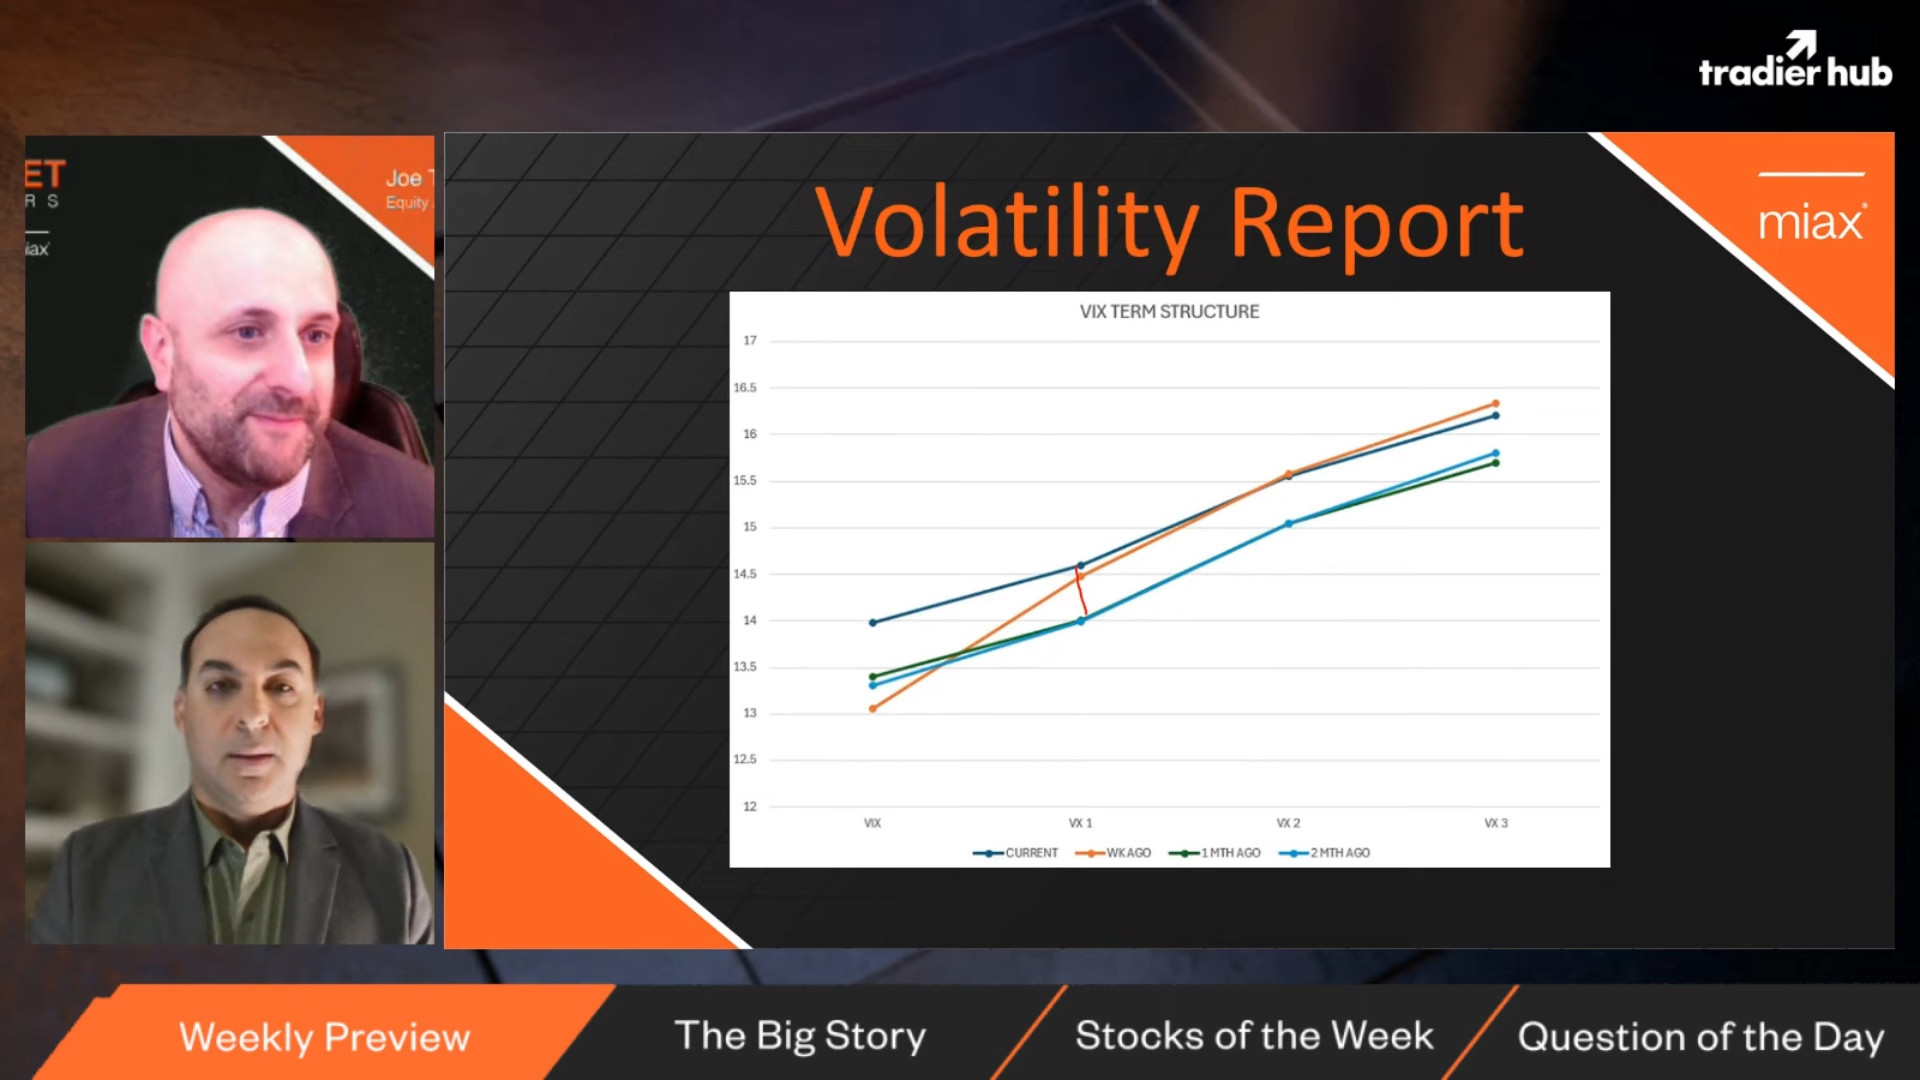 tradier hub
ET
R S
iax
Joe
Equity
Volatility Report
miax
VIX TERM STRUCTURE
17
16.5
16
15.5
15
14.5
14
13.5
13
12.5
12
VIX VX 1 VX 2 VX 3
CURRENT WK AGO 1 MTH AGO 2 MTH AGO
Weekly Preview
The Big Story
Stocks of the Week
Question of the Day